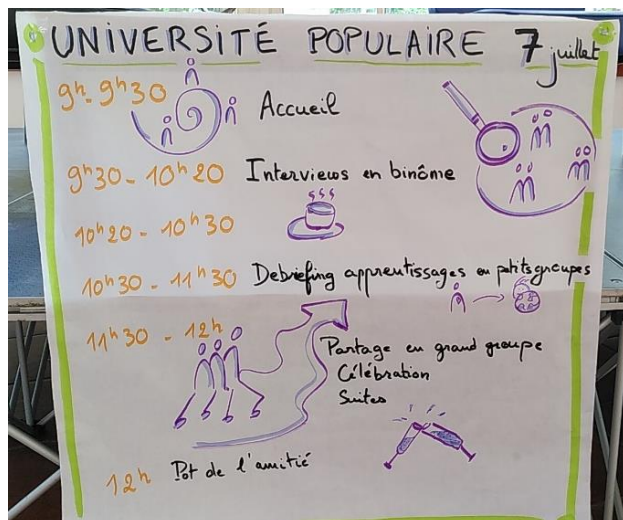 UNIVERSITÉ POPULAIRE 7 juillet
9h - 9h30 Accueil
9h30 - 10h20 Interviews en binôme
10h20 - 10h30
10h30 - 11h30 Debriefing apprentissages en petits groupes
11h30 - 12h
Partage en grand groupe
Célébration
Suites
12h Pot de l'amitié